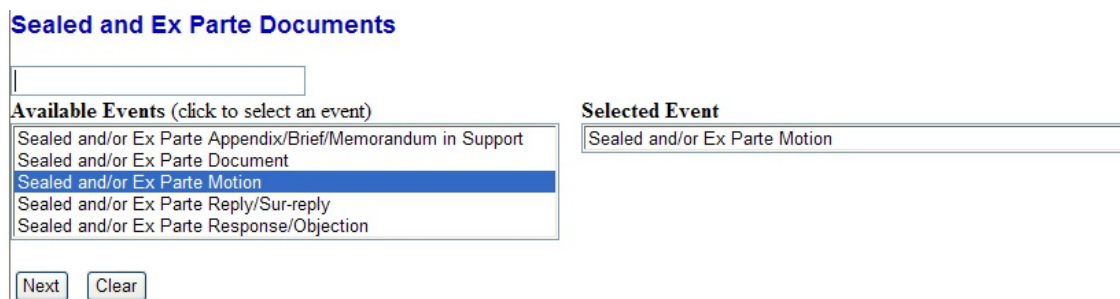 Sealed and Ex Parte Documents
Available Events (click to select an event)
Selected Event
Sealed and/or Ex Parte Appendix/Brief/Memorandum in Support
Sealed and/or Ex Parte Document
Sealed and/or Ex Parte Motion
Sealed and/or Ex Parte Reply/Sur-reply
Sealed and/or Ex Parte Response/Objection
Sealed and/or Ex Parte Motion
Next
Clear